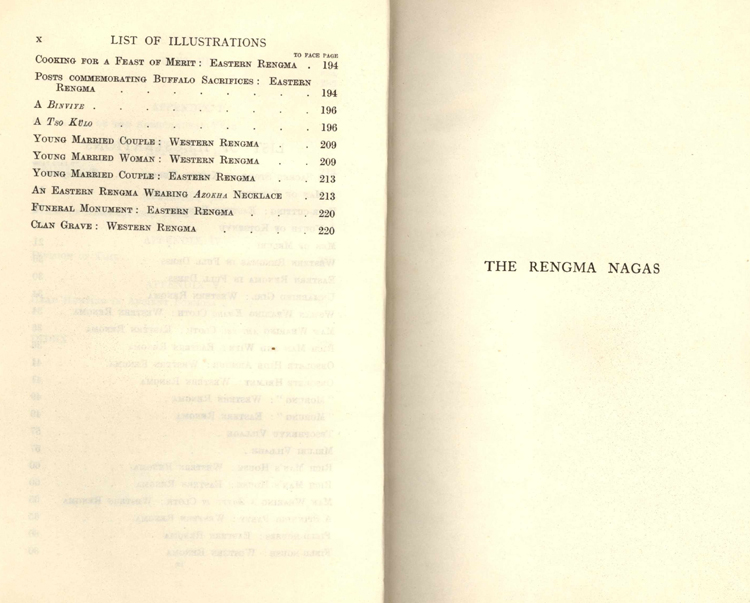 x LIST OF ILLUSTRATIONS
TO FACE PAGE
COOKING FOR A FEAST OF MERIT: EASTERN RENGMA . 194
POSTS COMMEMORATING BUFFALO SACRIFICES: EASTERN
RENGMA . . . . . . . 194
A BINYIYE . . . . . . . . 196
A TSO KÜLO . . . . . . . 196
YOUNG MARRIED COUPLE: WESTERN RENGMA . . 209
YOUNG MARRIED WOMAN: WESTERN RENGMA . . 209
YOUNG MARRIED COUPLE: EASTERN RENGMA . . 213
AN EASTERN RENGMA WEARING AZOKHA NECKLACE . 213
FUNERAL MONUMENT: EASTERN RENGMA . . . 220
CLAN GRAVE: WESTERN RENGMA . . . . 220
THE RENGMA NAGAS